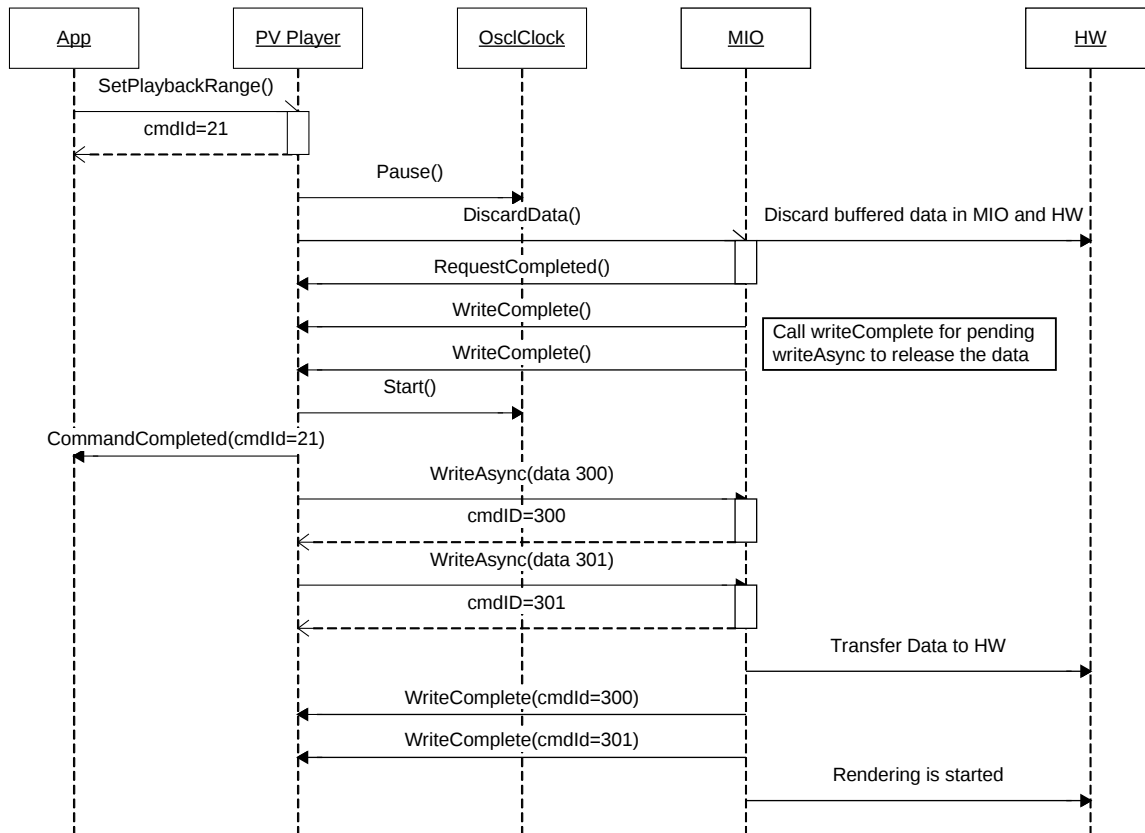 App
PV Player
OsclClock
MIO
HW
SetPlaybackRange()
cmdId=21
Pause()
DiscardData()
Discard buffered data in MIO and HW
RequestCompleted()
WriteComplete()
Call writeComplete for pending
writeAsync to release the data
WriteComplete()
Start()
CommandCompleted(cmdId=21)
WriteAsync(data 300)
cmdID=300
WriteAsync(data 301)
cmdID=301
Transfer Data to HW
WriteComplete(cmdId=300)
WriteComplete(cmdId=301)
Rendering is started